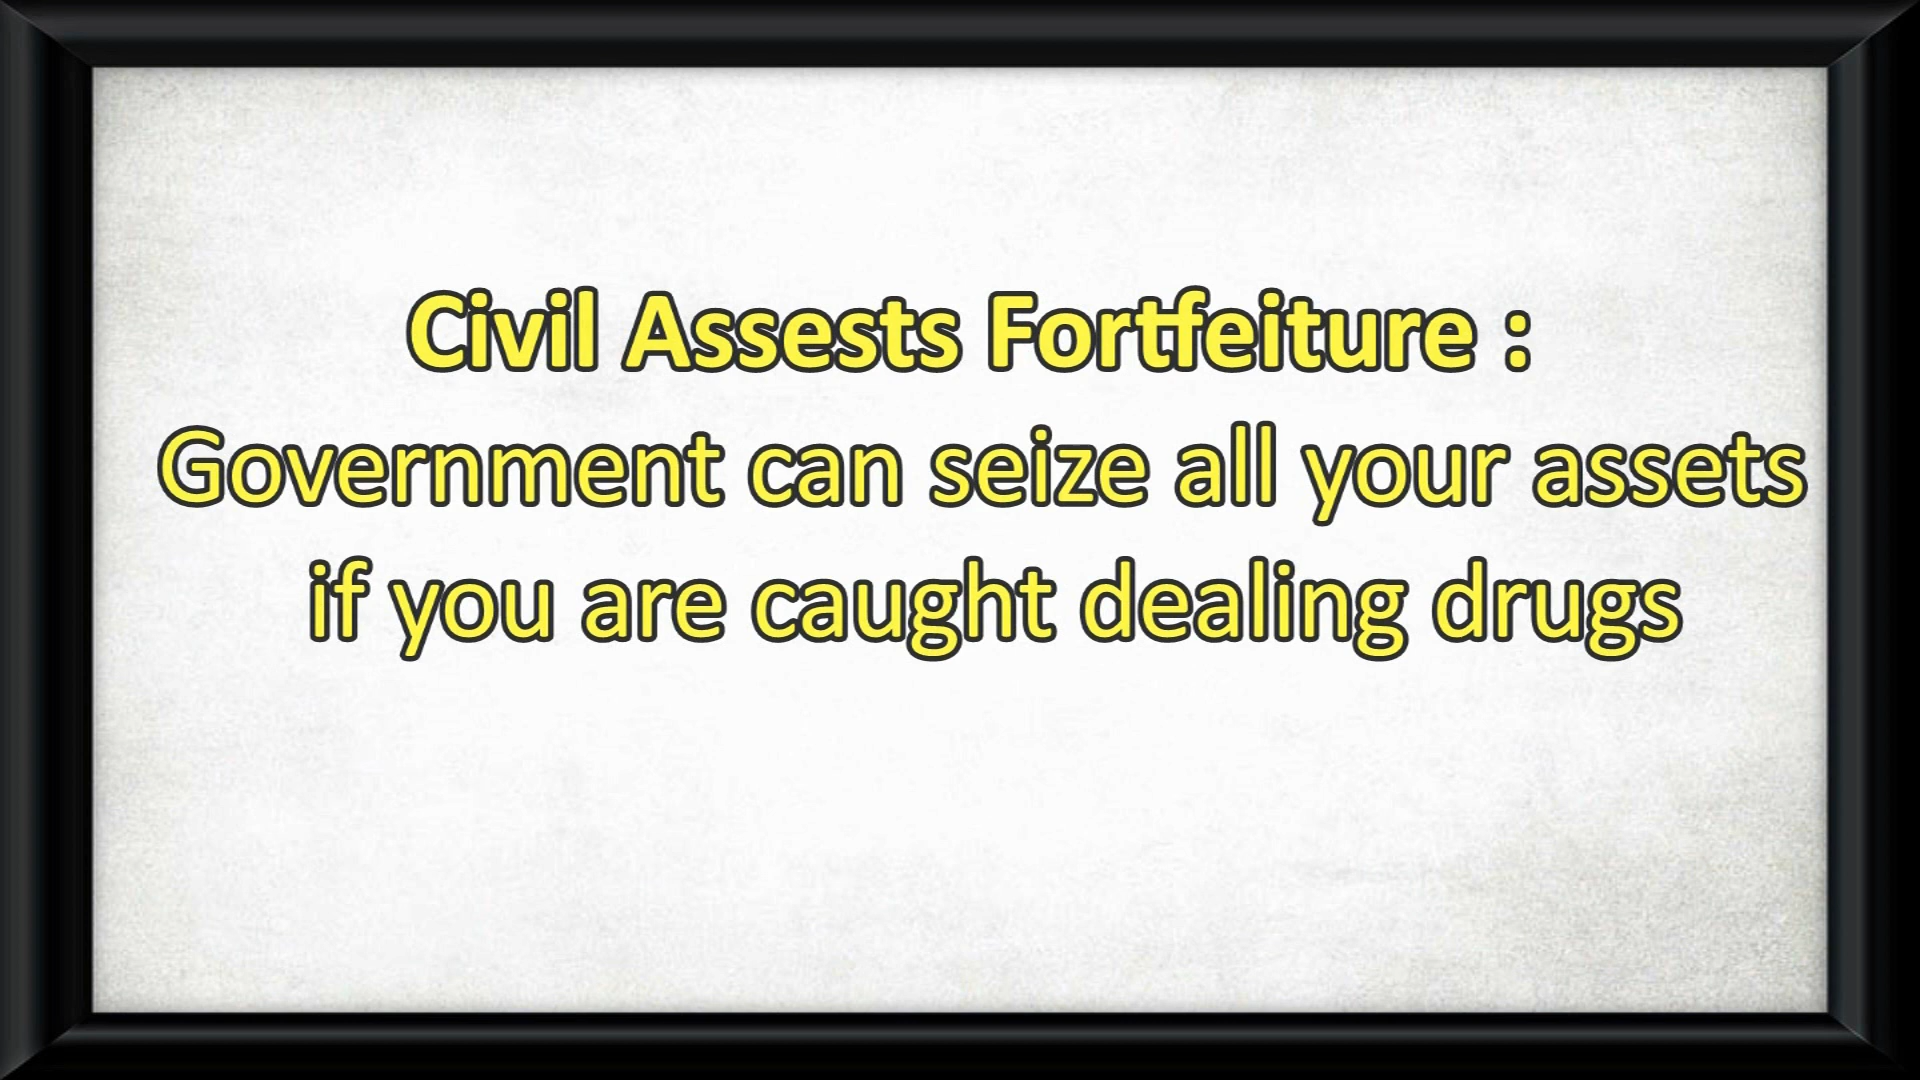 Civil Assests Fortfeiture :
Government can seize all your assets
if you are caught dealing drugs